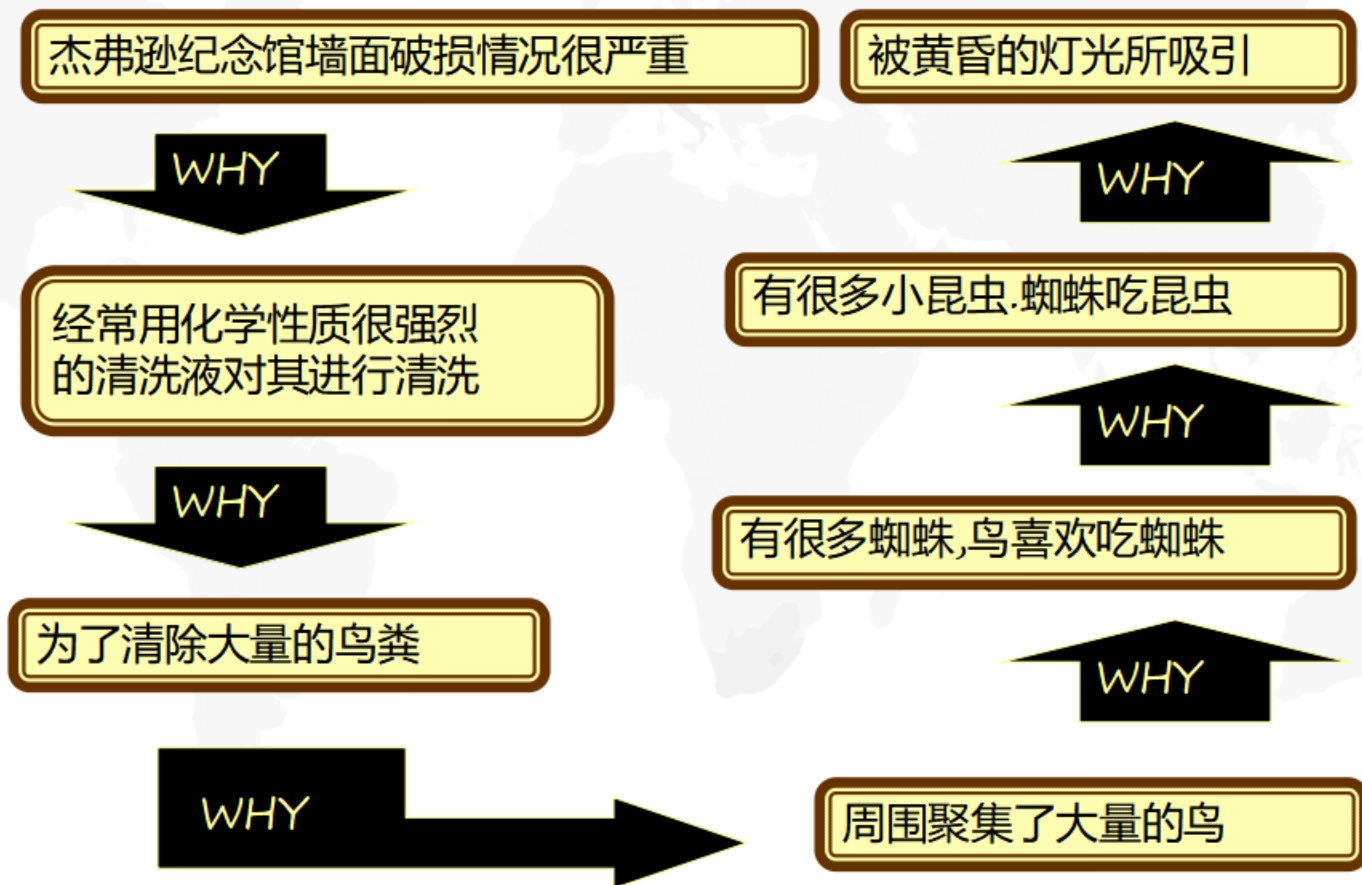 杰弗逊纪念馆墙面破损情况很严重
WHY
经常用化学性质很强烈
的清洗液对其进行清洗
WHY
为了清除大量的鸟粪
WHY
周围聚集了大量的鸟
WHY
有很多蜘蛛,鸟喜欢吃蜘蛛
WHY
有很多小昆虫.蜘蛛吃昆虫
WHY
被黄昏的灯光所吸引